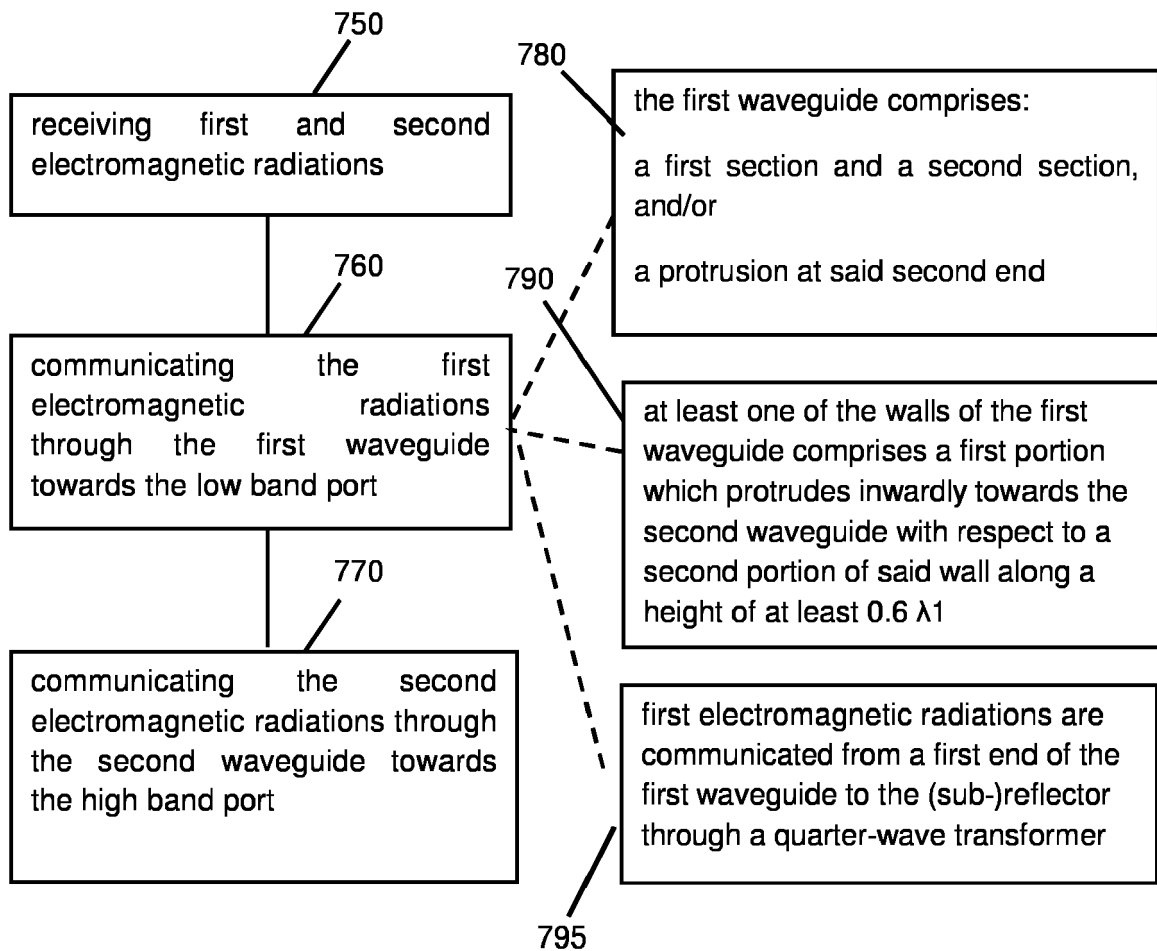 750
receiving first and second
electromagnetic radiations
760
communicating the first
electromagnetic radiations
through the first waveguide
towards the low band port
770
communicating the second
electromagnetic radiations through
the second waveguide towards
the high band port
780
the first waveguide comprises:
a first section and a second section,
and/or
a protrusion at said second end
790
at least one of the walls of the first
waveguide comprises a first portion
which protrudes inwardly towards the
second waveguide with respect to a
second portion of said wall along a
height of at least 0.6 λ1
first electromagnetic radiations are
communicated from a first end of the
first waveguide to the (sub-)reflector
through a quarter-wave transformer
795